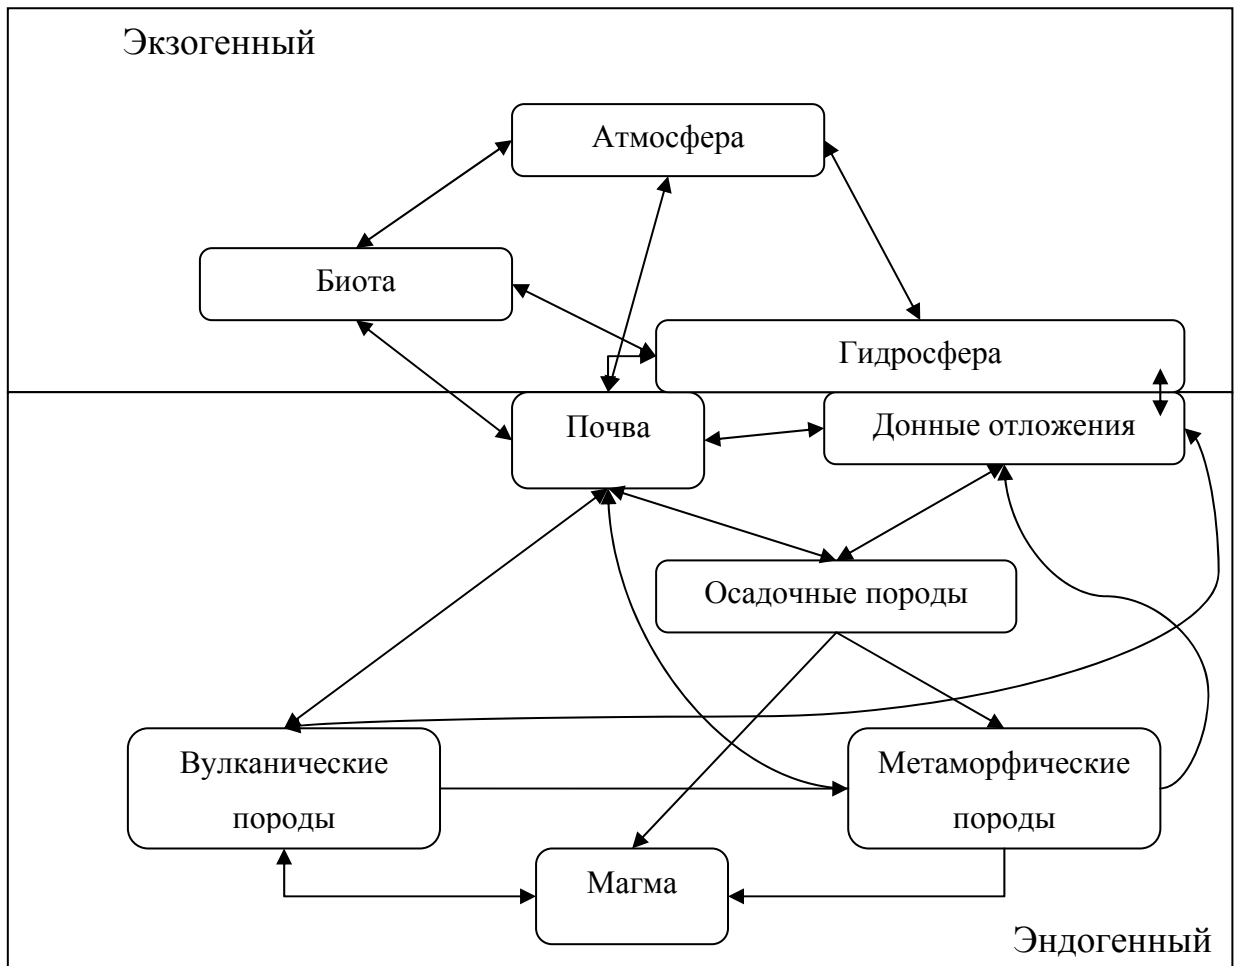 Экзогенный
Атмосфера
Биота
Гидросфера
Почва
Донные отложения
Осадочные породы
Вулканические
породы
Метаморфические
породы
Магма
Эндогенный